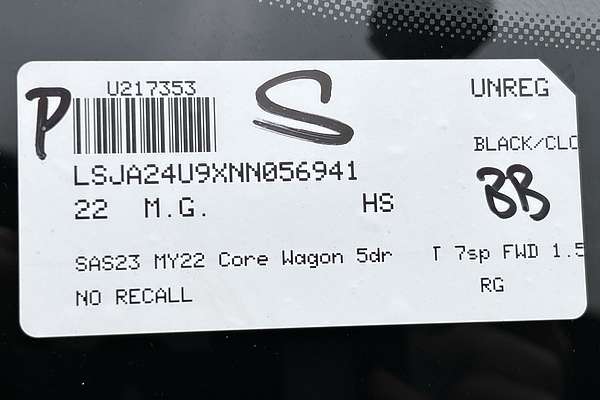 P U217353 S UNREG
BLACK/CLO
LSJA24U9XNN056941
22 M.G. HS BB
SAS23 MY22 Core Wagon 5dr T 7sp FWD 1.5
NO RECALL RG